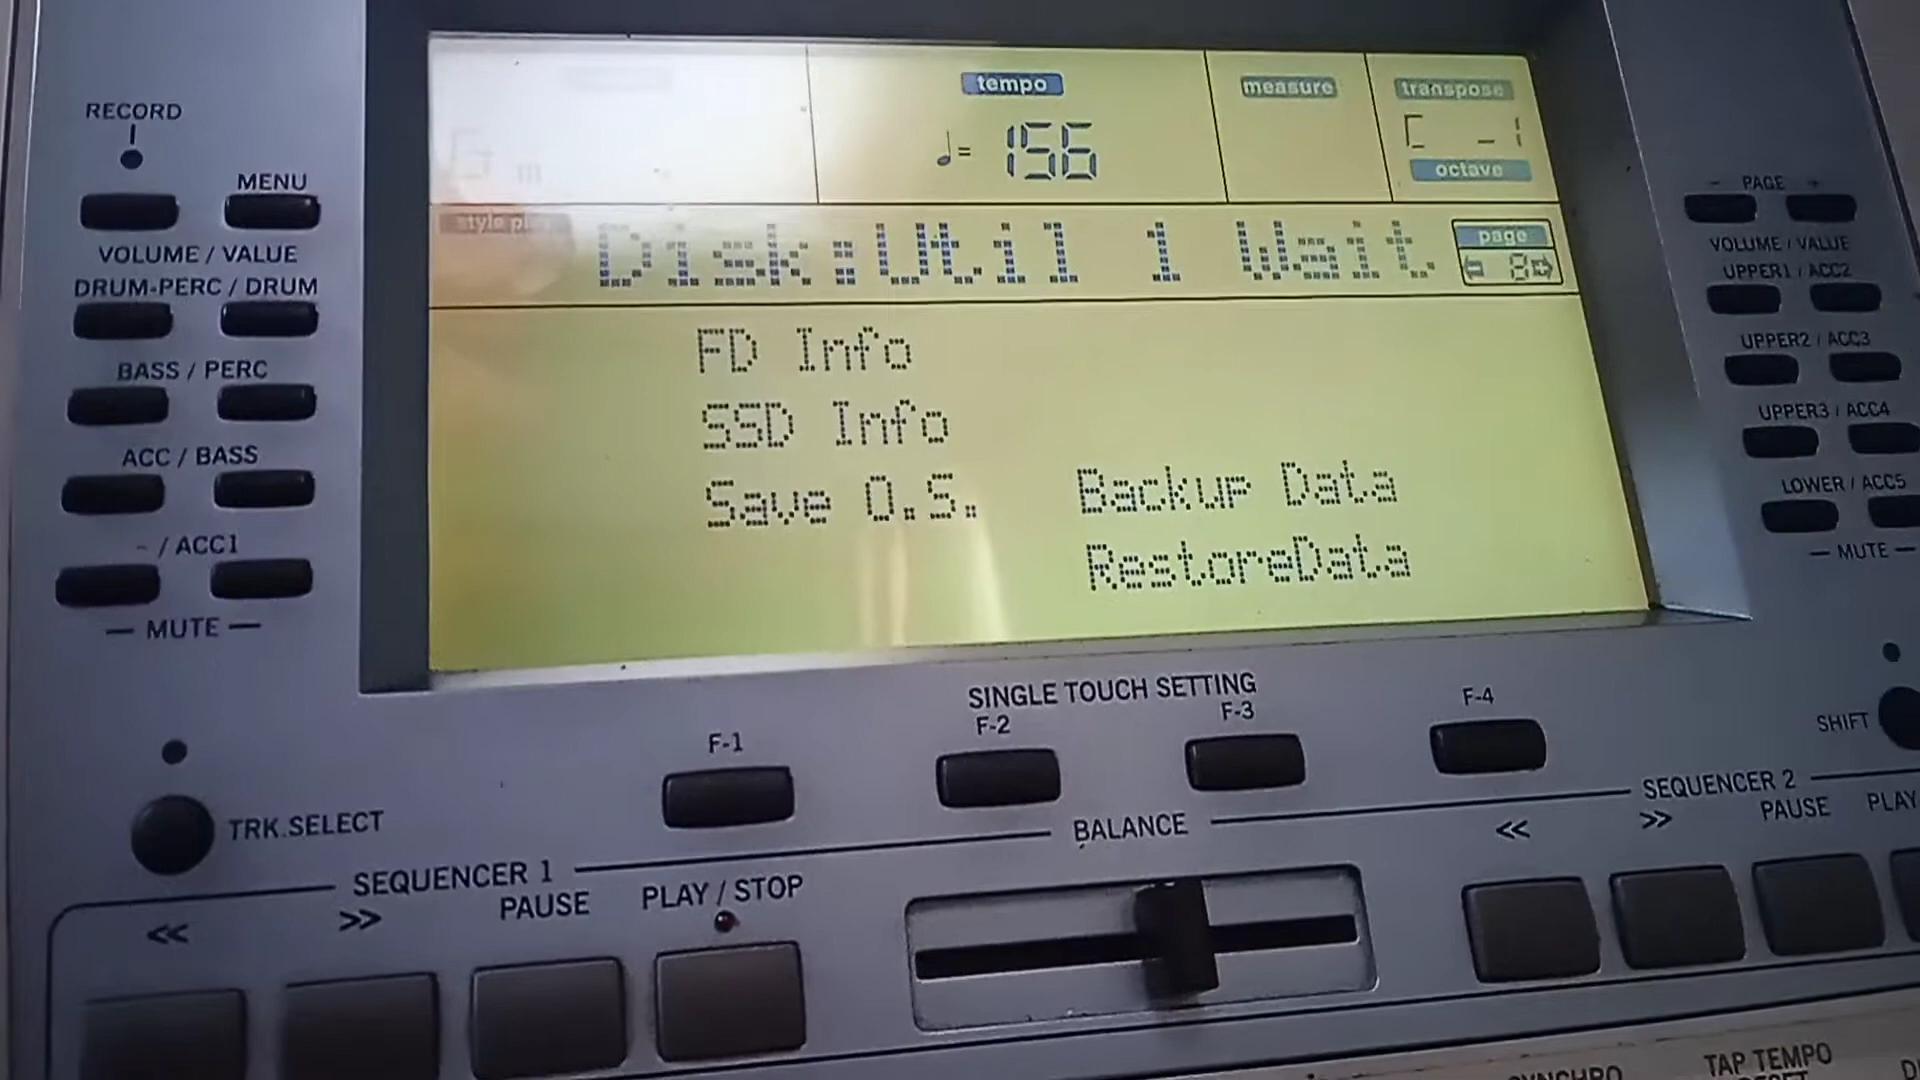 RECORD
MENU
VOLUME / VALUE
DRUM-PERC / DRUM
BASS / PERC
ACC / BASS
- / ACC1
— MUTE —
tempo
♩= 156
measure
transpose
octave
Disk:Util 1 Wait.
page
8
FD Info
SSD Info
Save O.S.
Backup Data
RestoreData
- PAGE +
VOLUME / VALUE
UPPER1 / ACC2
UPPER2 / ACC3
UPPER3 / ACC4
LOWER / ACC5
— MUTE —
SHIFT
SINGLE TOUCH SETTING
F-1
F-2
F-3
F-4
TRK.SELECT
SEQUENCER 1
<<
>>
PAUSE
PLAY / STOP
BALANCE
SEQUENCER 2
<<
>>
PAUSE
PLAY
TAP TEMPO